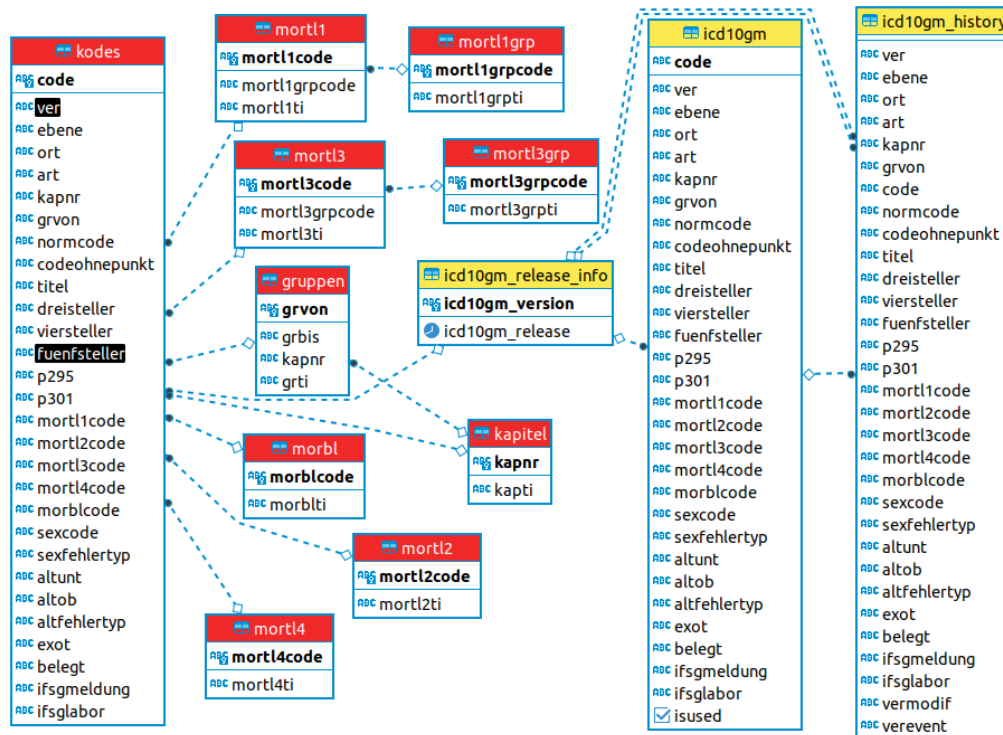 kodes
code
ver
ebene
ort
art
kapnr
grvon
normcode
codeohnepunkt
titel
dreisteller
viersteller
fuenfsteller
p295
p301
mortl1code
mortl2code
mortl3code
mortl4code
morblcode
sexcode
sexfehlertyp
altunt
altob
altfehlertyp
exot
belegt
ifsgmeldung
ifsglabor
mortl1
mortl1code
mortl1grpcode
mortl1ti
mortl1grp
mortl1grpcode
mortl1grpti
mortl3
mortl3code
mortl3grpcode
mortl3ti
mortl3grp
mortl3grpcode
mortl3grpti
gruppen
grvon
grbis
kapnr
grti
icd10gm_release_info
icd10gm_version
icd10gm_release
morbl
morblcode
morblti
kapitel
kapnr
kapti
mortl2
mortl2code
mortl2ti
mortl4
mortl4code
mortl4ti
icd10gm
code
ver
ebene
ort
art
kapnr
grvon
normcode
codeohnepunkt
titel
dreisteller
viersteller
fuenfsteller
p295
p301
mortl1code
mortl2code
mortl3code
mortl4code
morblcode
sexcode
sexfehlertyp
altunt
altob
altfehlertyp
exot
belegt
ifsgmeldung
ifsglabor
isused
icd10gm_history
ver
ebene
ort
art
kapnr
grvon
code
normcode
codeohnepunkt
titel
dreisteller
viersteller
fuenfsteller
p295
p301
mortl1code
mortl2code
mortl3code
mortl4code
morblcode
sexcode
sexfehlertyp
altunt
altob
altfehlertyp
exot
belegt
ifsgmeldung
ifsglabor
vermodif
verevent